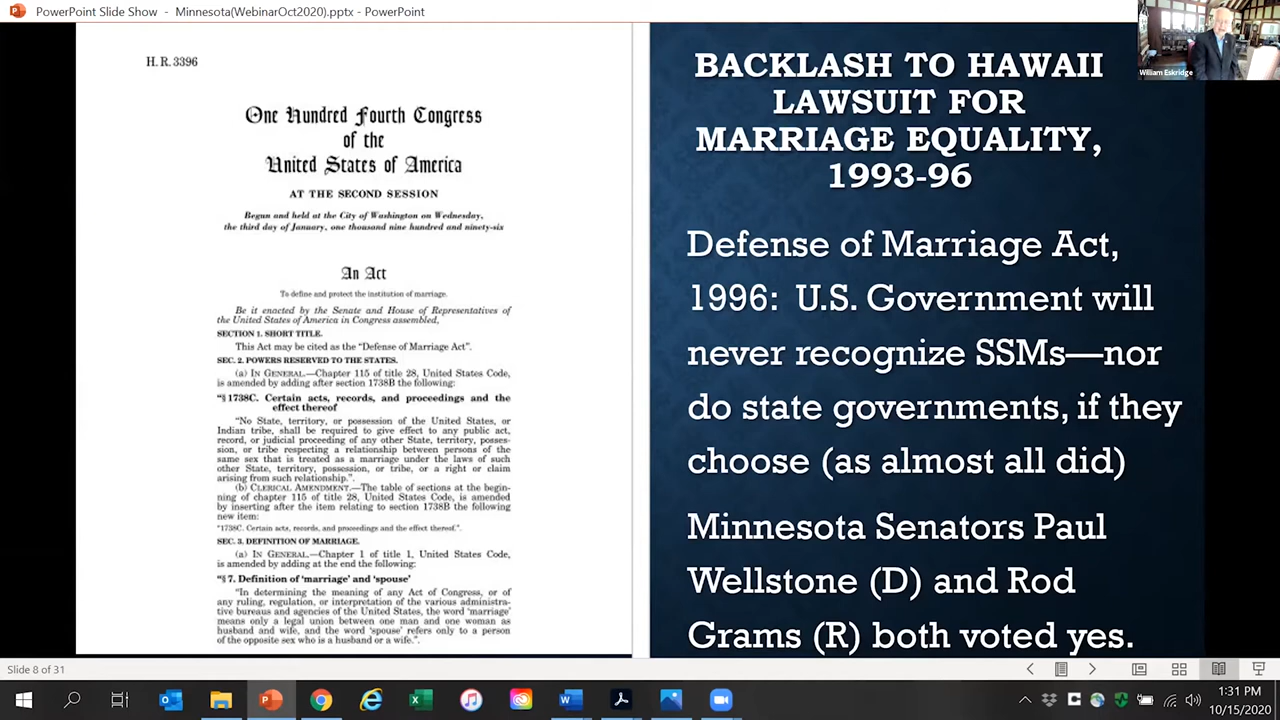 PowerPoint Slide Show - Minnesota(WebinarOct2020).pptx - PowerPoint
William Eskridge
H. R. 3396
One Hundred Fourth Congress
of the
United States of America
AT THE SECOND SESSION
Begun and held at the City of Washington on Wednesday,
the third day of January, one thousand nine hundred and ninety-six
An Act
To define and protect the institution of marriage.
Be it enacted by the Senate and House of Representatives of
the United States of America in Congress assembled,
SECTION 1. SHORT TITLE.
This Act may be cited as the “Defense of Marriage Act”.
SEC. 2. POWERS RESERVED TO THE STATES.
(a) IN GENERAL.—Chapter 115 of title 28, United States Code,
is amended by adding after section 1738B the following:
“§ 1738C. Certain acts, records, and proceedings and the
effect thereof
“No State, territory, or possession of the United States, or
Indian tribe, shall be required to give effect to any public act,
record, or judicial proceeding of any other State, territory, posses-
sion, or tribe respecting a relationship between persons of the
same sex that is treated as a marriage under the laws of such
other State, territory, possession, or tribe, or a right or claim
arising from such relationship.”.
(b) CLERICAL AMENDMENT.—The table of sections at the begin-
ning of chapter 115 of title 28, United States Code, is amended
by inserting after the item relating to section 1738B the following
new item:
“1738C. Certain acts, records, and proceedings and the effect thereof.”.
SEC. 3. DEFINITION OF MARRIAGE.
(a) IN GENERAL.—Chapter 1 of title 1, United States Code,
is amended by adding at the end the following:
“§ 7. Definition of ‘marriage’ and ‘spouse’
“In determining the meaning of any Act of Congress, or of
any ruling, regulation, or interpretation of the various administra-
tive bureaus and agencies of the United States, the word ‘marriage’
means only a legal union between one man and one woman as
husband and wife, and the word ‘spouse’ refers only to a person
of the opposite sex who is a husband or a wife.”.
BACKLASH TO HAWAII
LAWSUIT FOR
MARRIAGE EQUALITY,
1993-96
Defense of Marriage Act,
1996: U.S. Government will
never recognize SSMs—nor
do state governments, if they
choose (as almost all did)
Minnesota Senators Paul
Wellstone (D) and Rod
Grams (R) both voted yes.
Slide 8 of 31
1:31 PM
10/15/2020